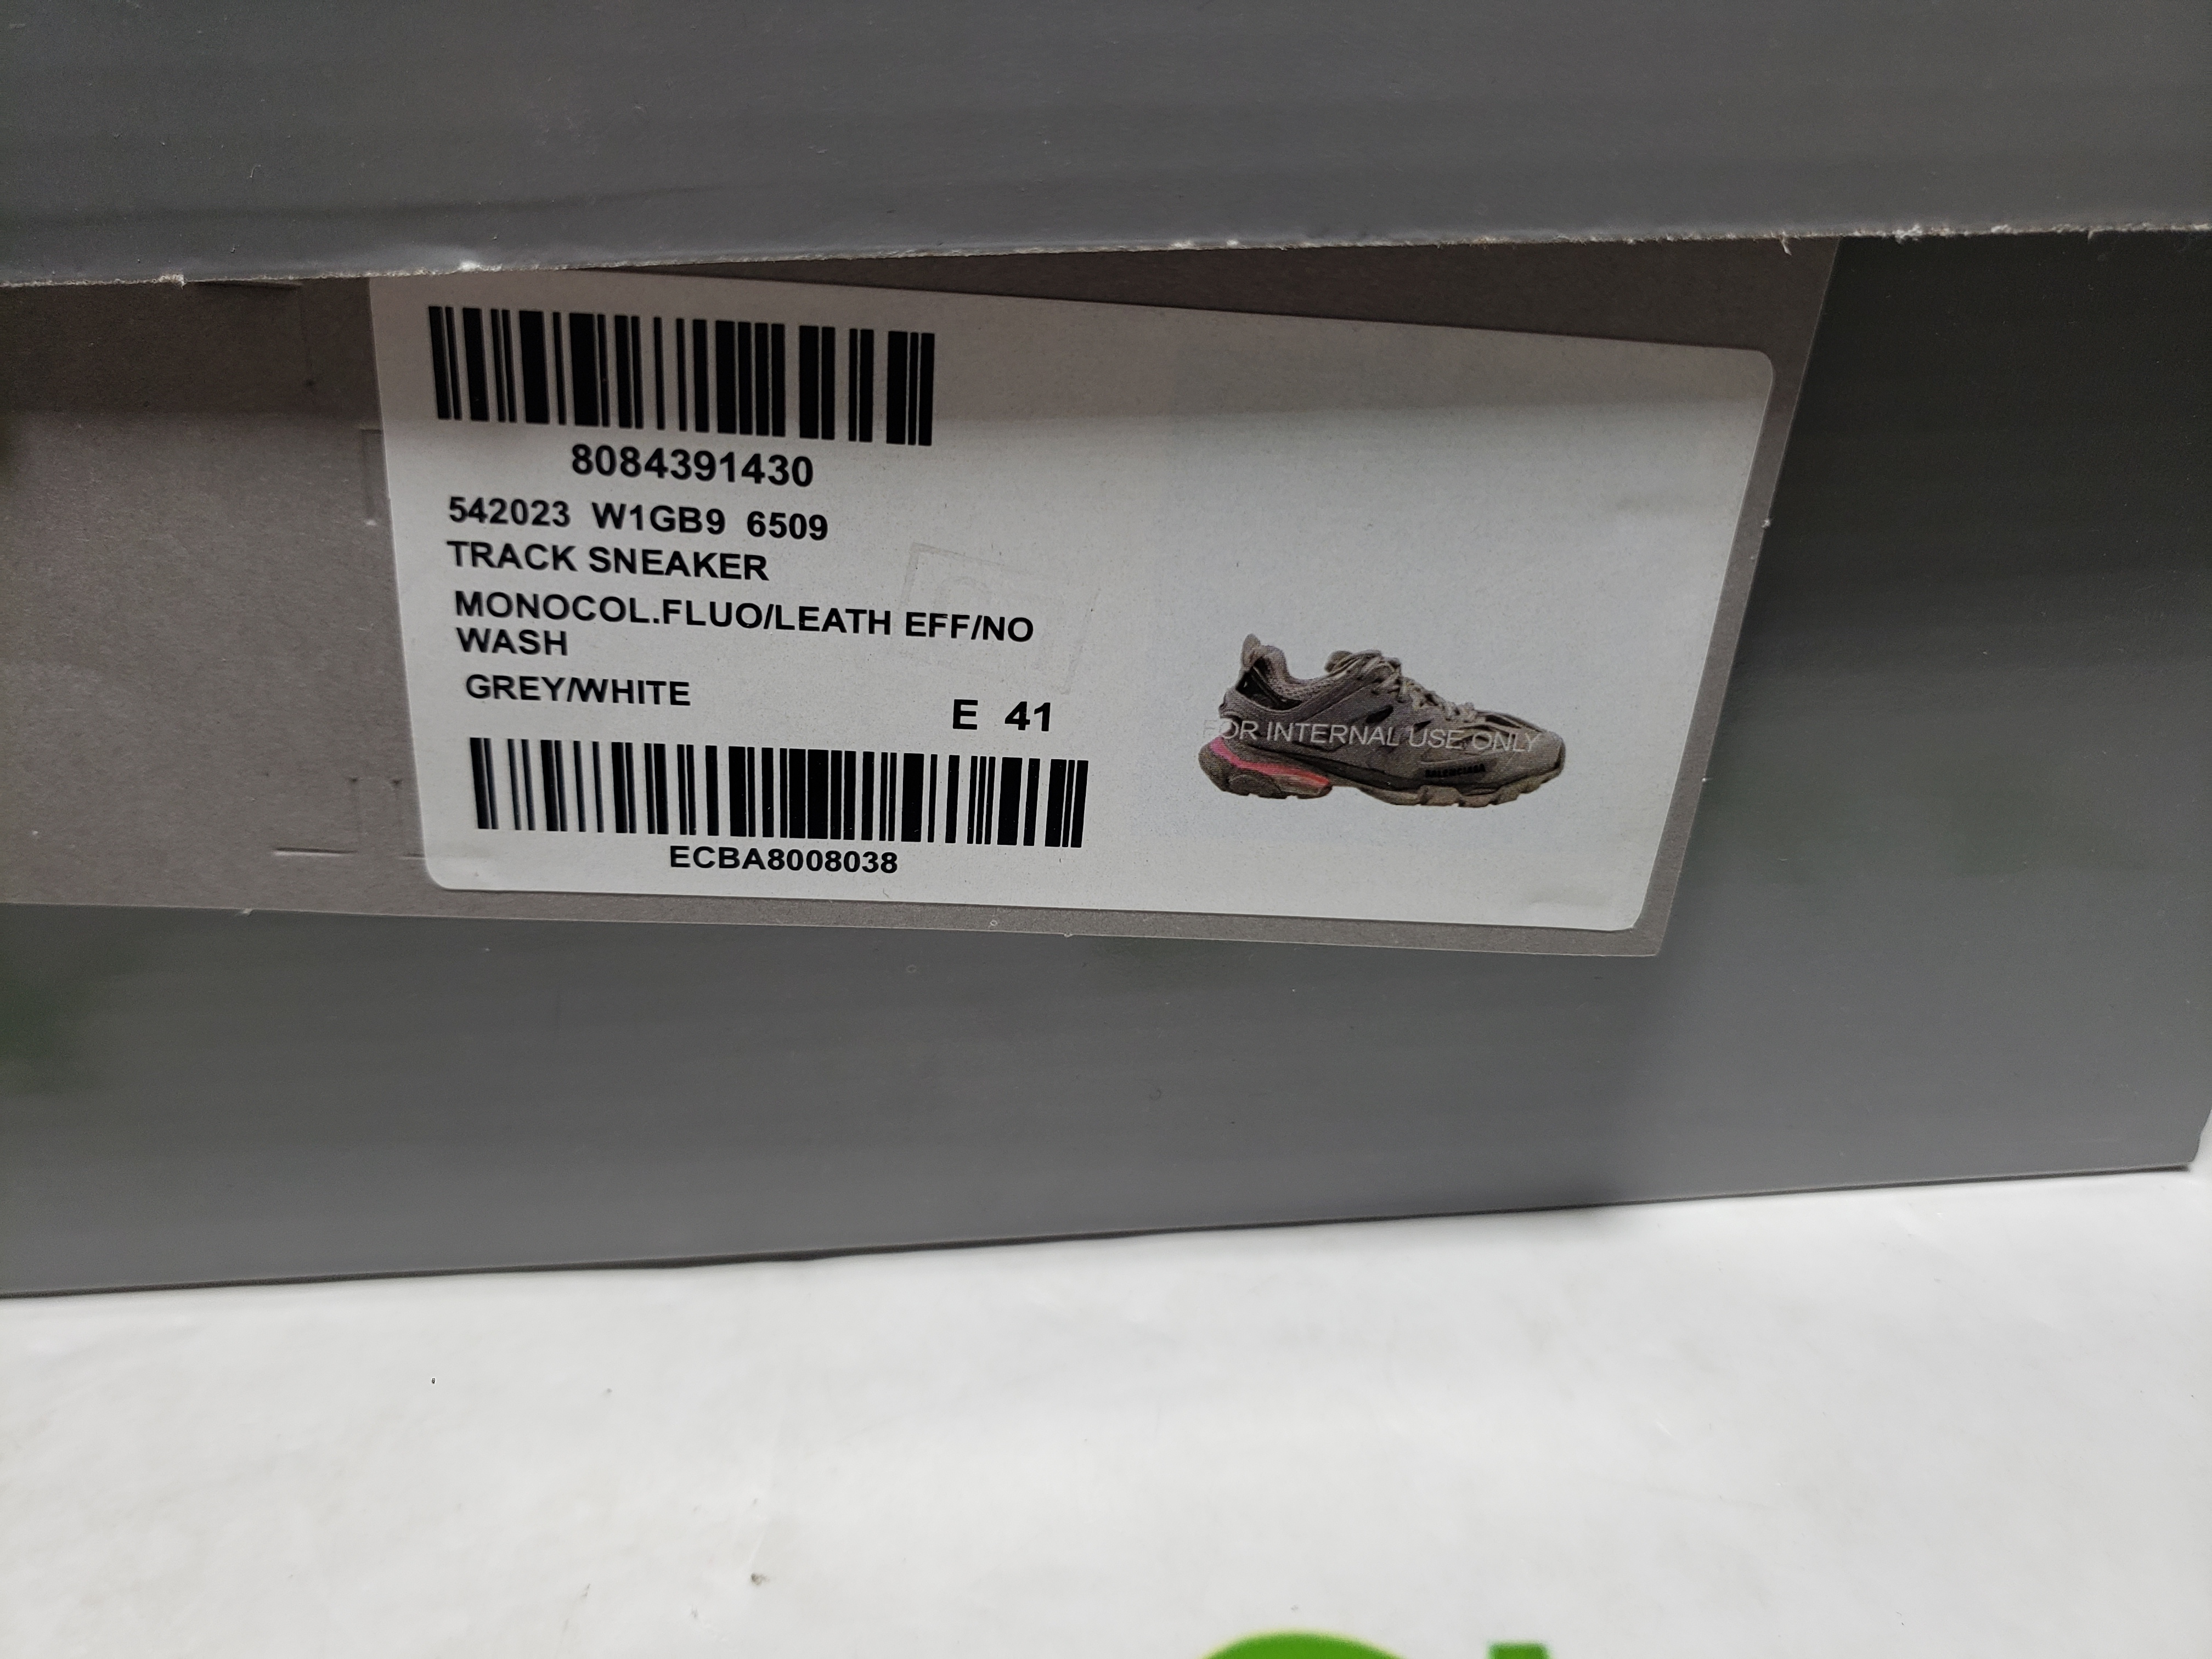 8084391430
542023 W1GB9 6509
TRACK SNEAKER
MONOCOL.FLUO/LEATH EFF/NO
WASH
GREY/WHITE
E 41
FOR INTERNAL USE ONLY
BALENCIAGA
ECBA8008038